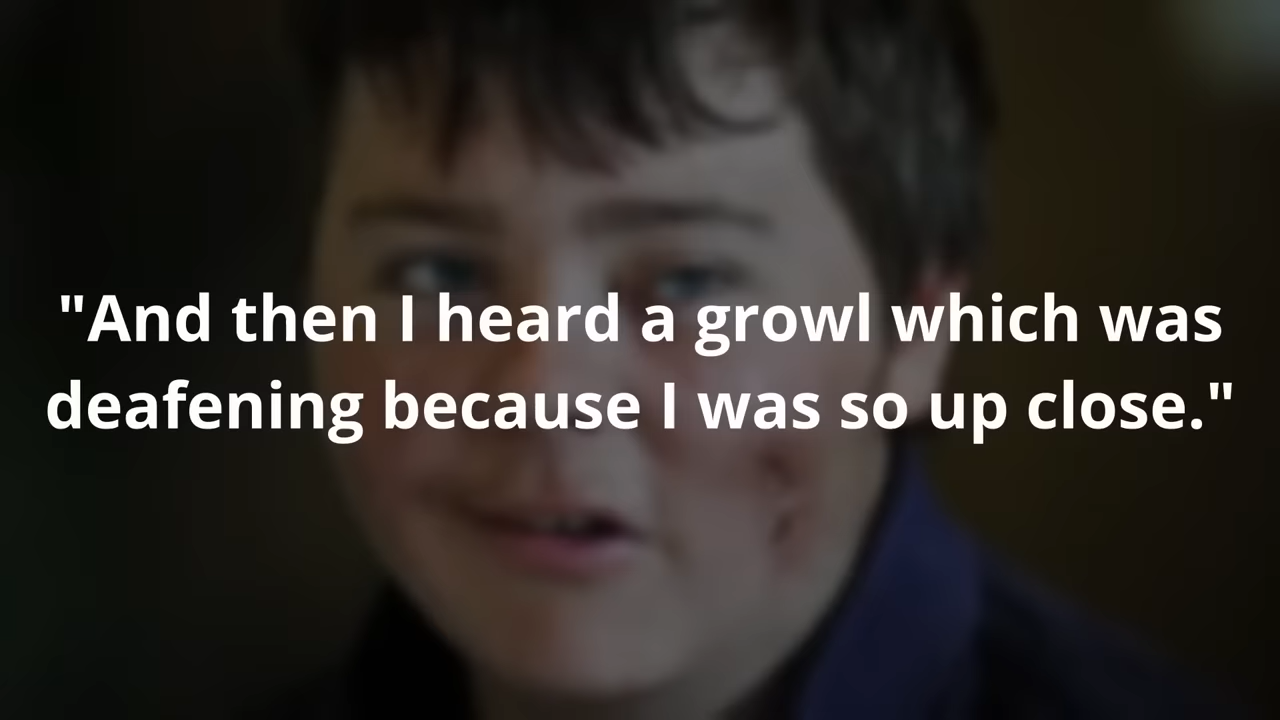 "And then I heard a growl which was
deafening because I was so up close."